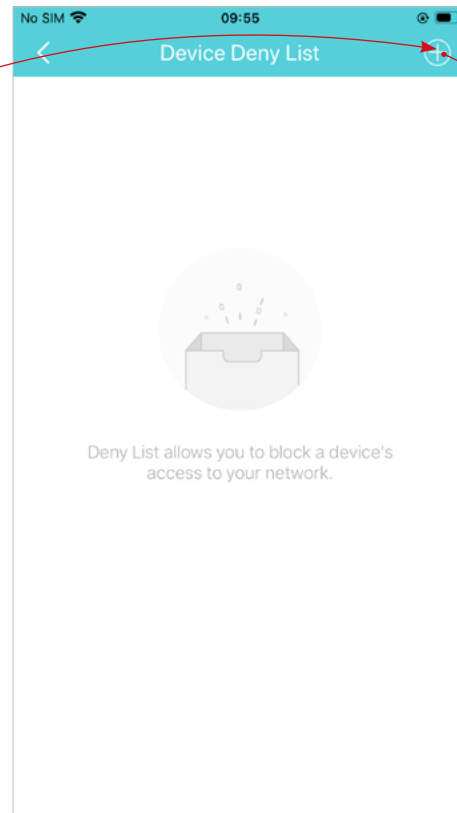 No SIM 09:55
Device Deny List
Deny List allows you to block a device's
access to your network.